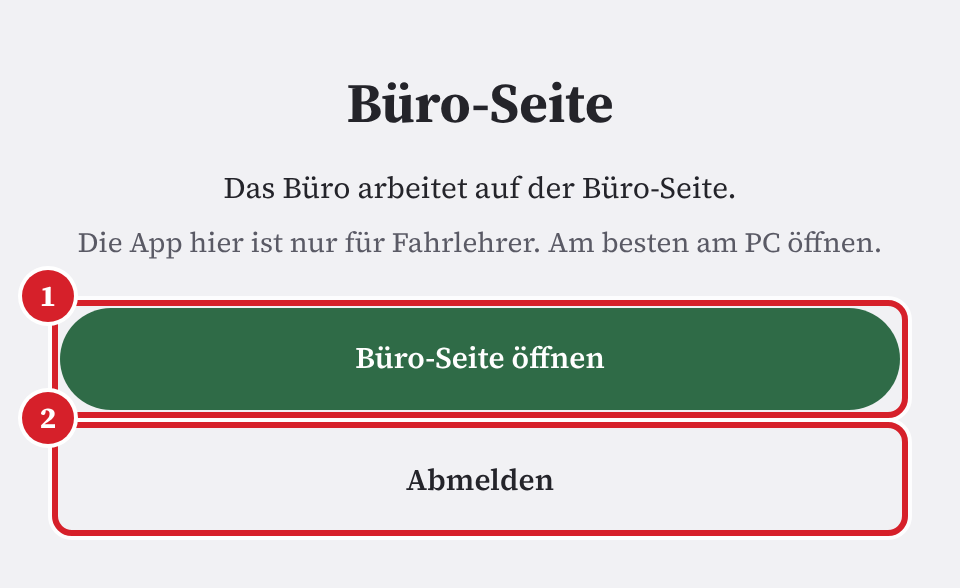 Büro-Seite
Das Büro arbeitet auf der Büro-Seite.
Die App hier ist nur für Fahrlehrer. Am besten am PC öffnen.
1
Büro-Seite öffnen
2
Abmelden